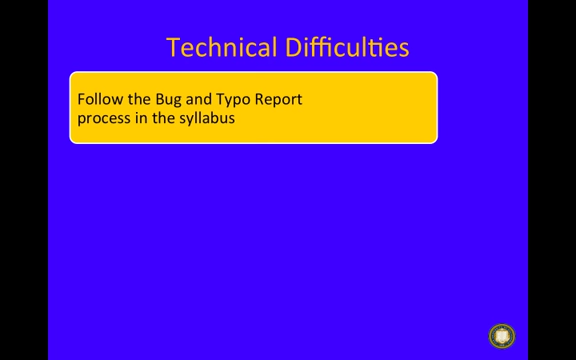 Technical Difficulties
Follow the Bug and Typo Report
process in the syllabus